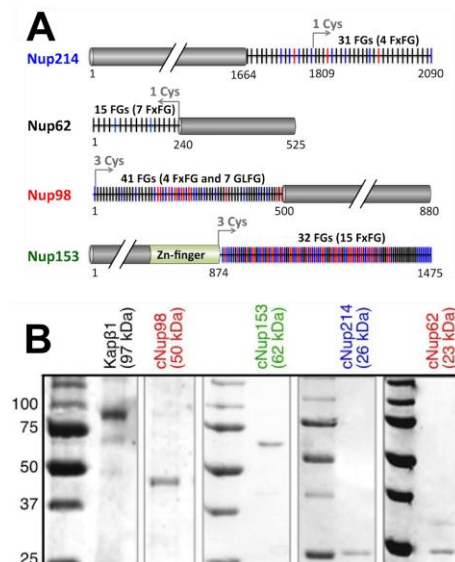 A
1 Cys
31 FGs (4 FxFG)
Nup214
1 1664 1809 2090
1 Cys
15 FGs (7 FxFG)
Nup62
1 240 525
3 Cys
41 FGs (4 FxFG and 7 GLFG)
Nup98
1 500 880
3 Cys
32 FGs (15 FxFG)
Nup153
Zn-finger
1 874 1475
B
Kapβ1
(97 kDa)
cNup98
(50 kDa)
cNup153
(62 kDa)
cNup214
(26 kDa)
cNup62
(23 kDa)
100
75
50
37
25